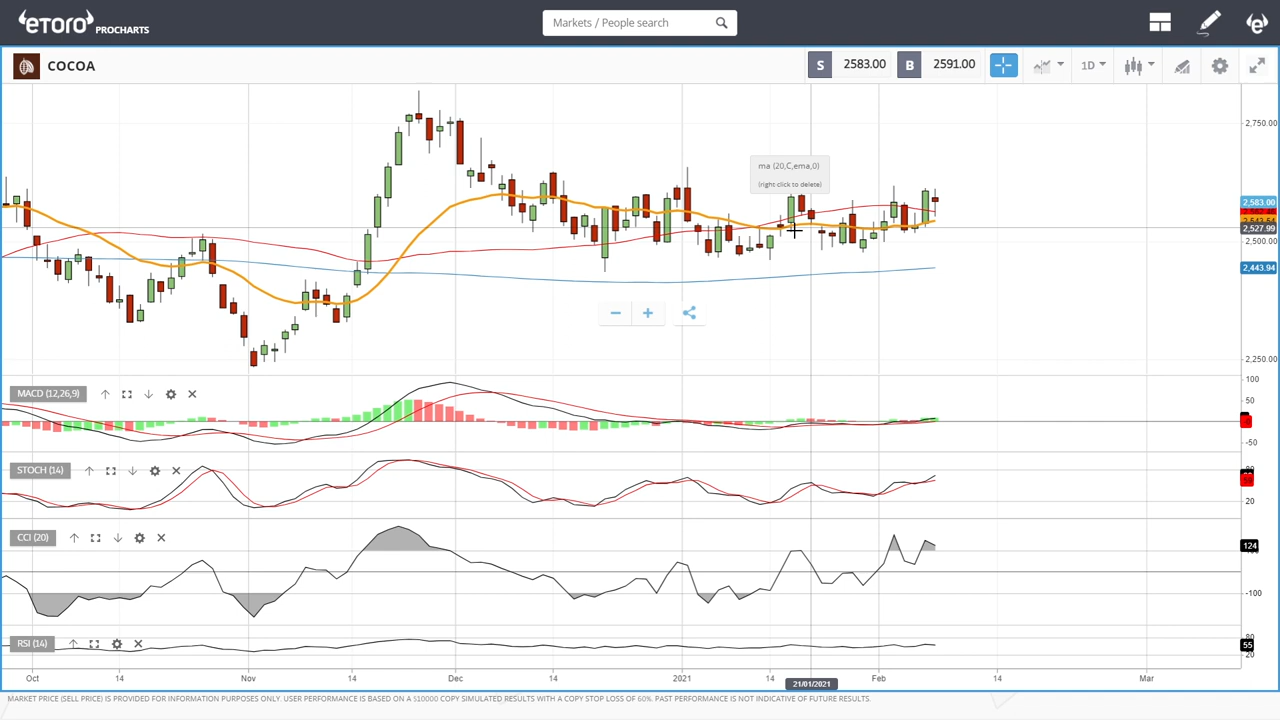 eToro PROCHARTS
Markets / People search
COCOA
S 2583.00 B 2591.00
1D
2,750.00
ma (20,C,ema,0)
(right click to delete)
2,583.00
2,527.99
2,500.00
2,443.94
2,250.00
MACD (12,26,9)
100
50
-50
STOCH (14)
80
59
20
CCI (20)
124
-100
RSI (14)
80
55
20
Oct 14 Nov 14 Dec 14 2021 14 21/01/2021 Feb 14 Mar
MARKET PRICE (SELL PRICE) IS PROVIDED FOR INFORMATION PURPOSES ONLY. USER PERFORMANCE IS BASED ON A $10000 COPY SIMULATED RESULTS WITH A COPY STOP LOSS OF 60%. PAST PERFORMANCE IS NOT INDICATIVE OF FUTURE RESULTS.